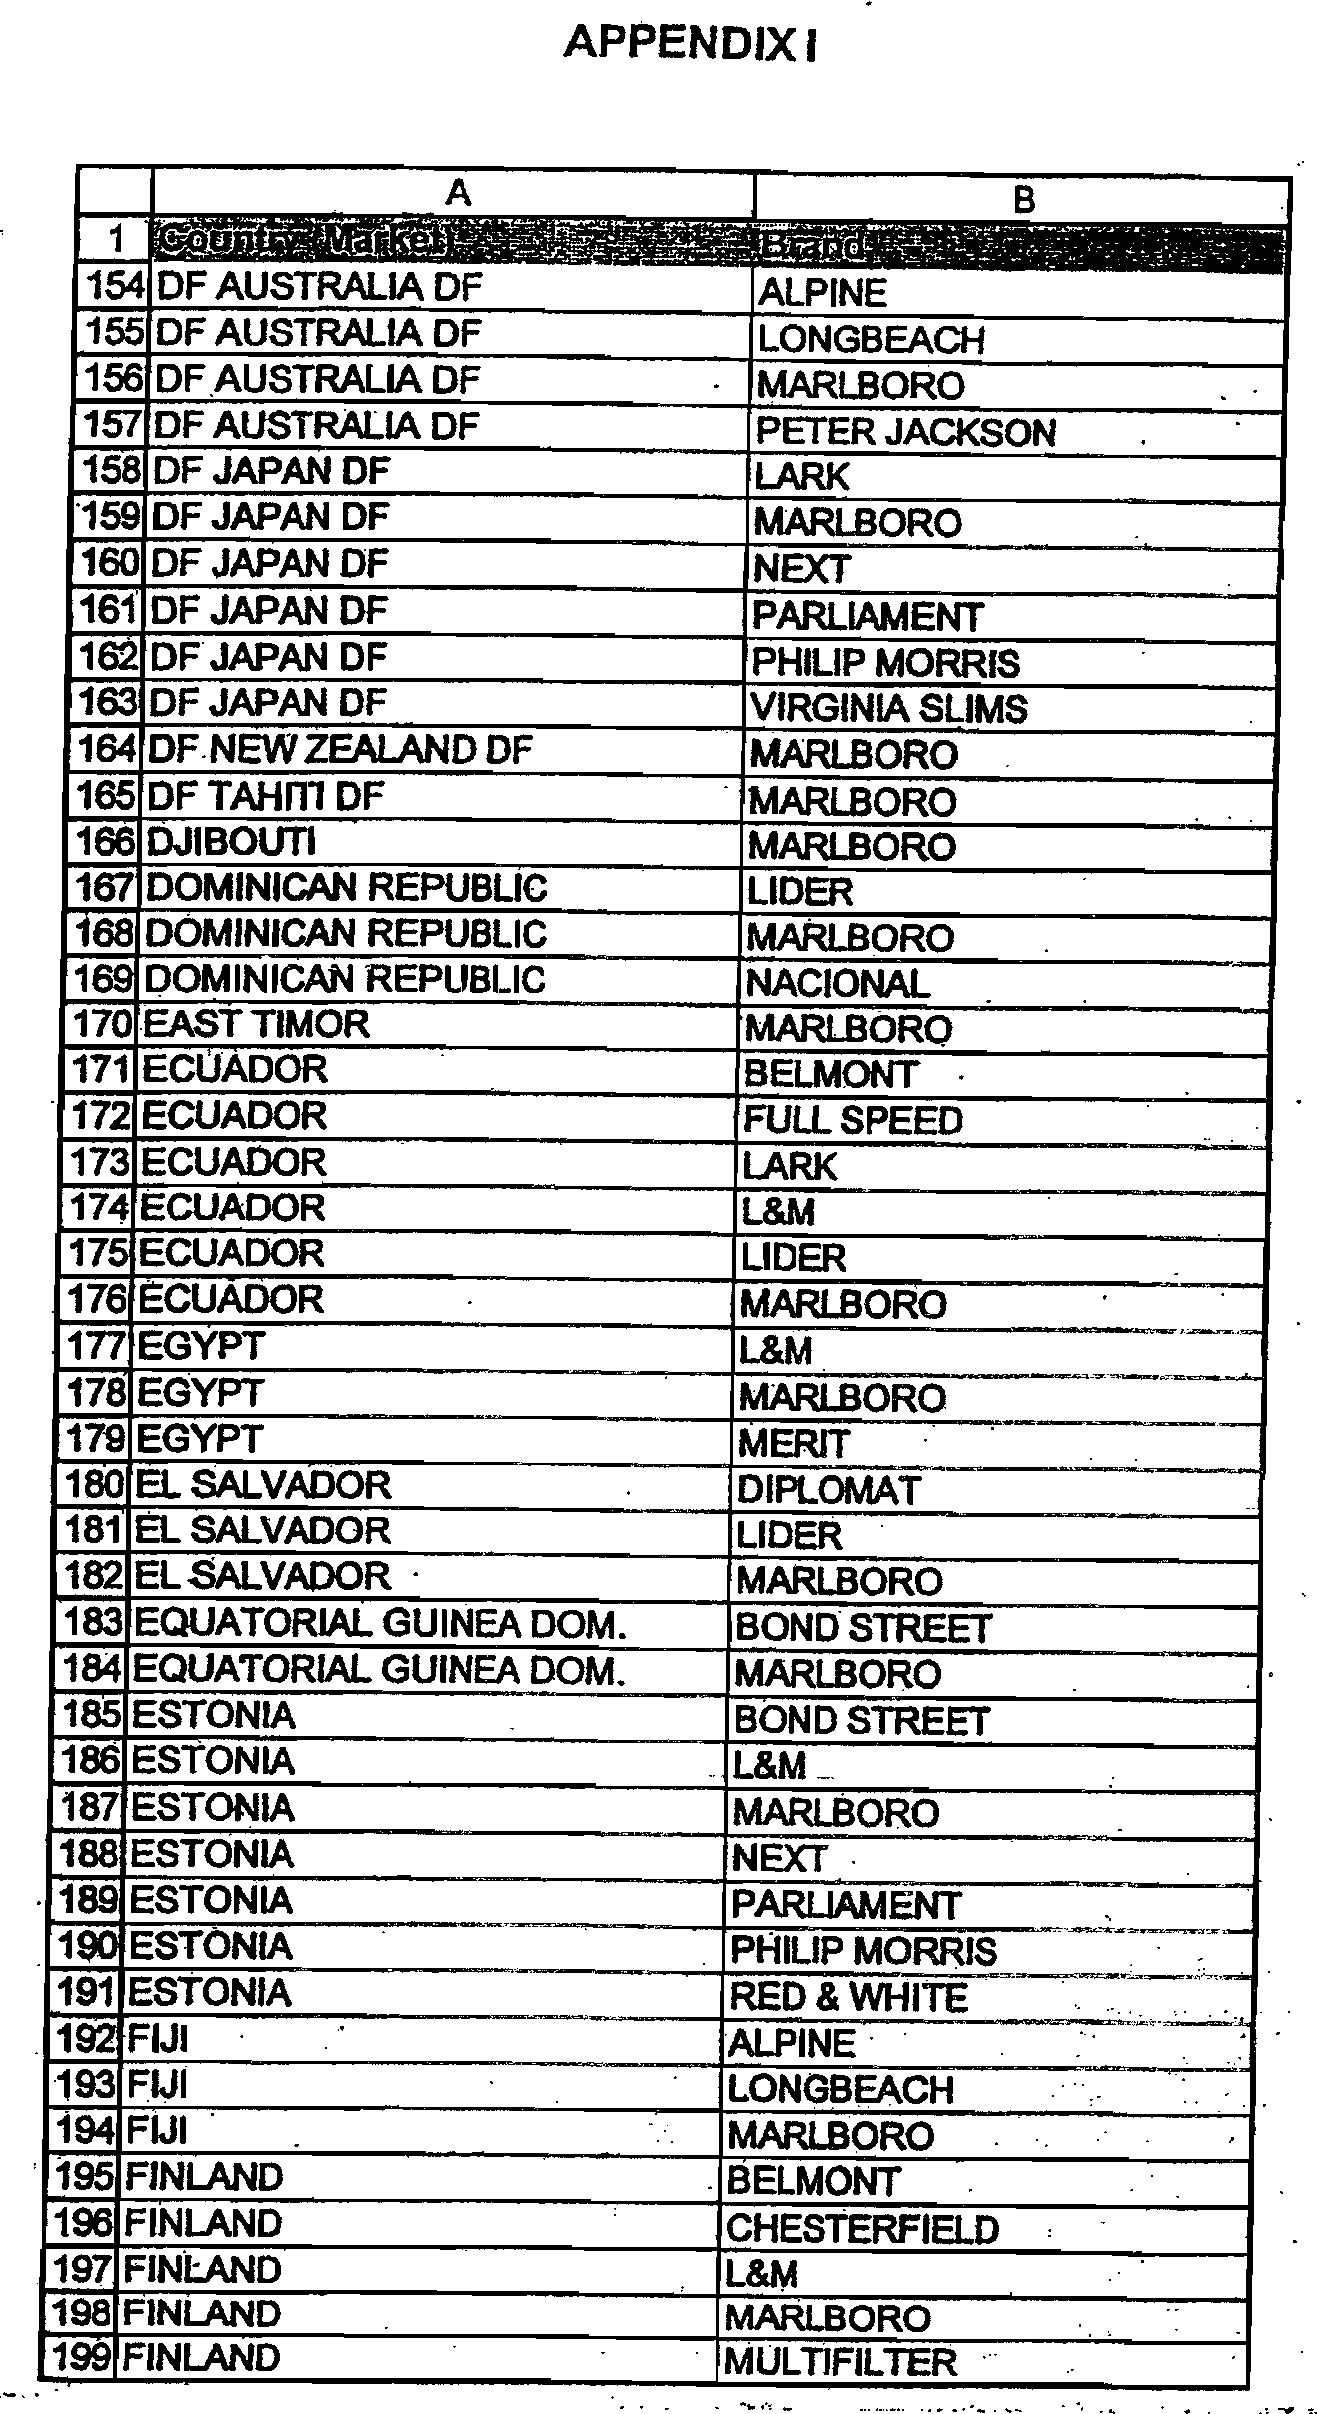 APPENDIX I
A B
1 Country (Market) Brand
154 DF AUSTRALIA DF ALPINE
155 DF AUSTRALIA DF LONGBEACH
156 DF AUSTRALIA DF MARLBORO
157 DF AUSTRALIA DF PETER JACKSON
158 DF JAPAN DF LARK
159 DF JAPAN DF MARLBORO
160 DF JAPAN DF NEXT
161 DF JAPAN DF PARLIAMENT
162 DF JAPAN DF PHILIP MORRIS
163 DF JAPAN DF VIRGINIA SLIMS
164 DF NEW ZEALAND DF MARLBORO
165 DF TAHITI DF MARLBORO
166 DJIBOUTI MARLBORO
167 DOMINICAN REPUBLIC LIDER
168 DOMINICAN REPUBLIC MARLBORO
169 DOMINICAN REPUBLIC NACIONAL
170 EAST TIMOR MARLBORO
171 ECUADOR BELMONT
172 ECUADOR FULL SPEED
173 ECUADOR LARK
174 ECUADOR L&M
175 ECUADOR LIDER
176 ECUADOR MARLBORO
177 EGYPT L&M
178 EGYPT MARLBORO
179 EGYPT MERIT
180 EL SALVADOR DIPLOMAT
181 EL SALVADOR LIDER
182 EL SALVADOR MARLBORO
183 EQUATORIAL GUINEA DOM. BOND STREET
184 EQUATORIAL GUINEA DOM. MARLBORO
185 ESTONIA BOND STREET
186 ESTONIA L&M
187 ESTONIA MARLBORO
188 ESTONIA NEXT
189 ESTONIA PARLIAMENT
190 ESTONIA PHILIP MORRIS
191 ESTONIA RED & WHITE
192 FIJI ALPINE
193 FIJI LONGBEACH
194 FIJI MARLBORO
195 FINLAND BELMONT
196 FINLAND CHESTERFIELD
197 FINLAND L&M
198 FINLAND MARLBORO
199 FINLAND MULTIFILTER